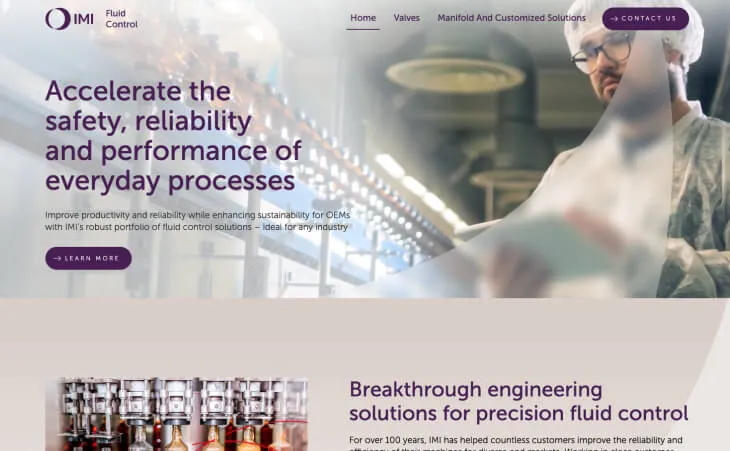 IMI
Fluid
Control
Home
Valves
Manifold And Customized Solutions
CONTACT US
Accelerate the
safety, reliability
and performance of
everyday processes
Improve productivity and reliability while enhancing sustainability for OEMs
with IMI's robust portfolio of fluid control solutions – ideal for any industry
LEARN MORE
Breakthrough engineering
solutions for precision fluid control
For over 100 years, IMI has helped countless customers improve the reliability and